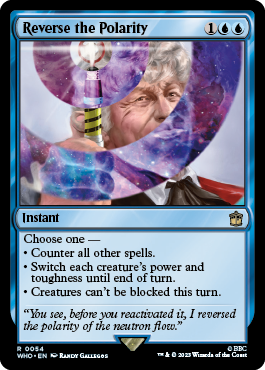 Reverse the Polarity 1
Instant
Choose one —
• Counter all other spells.
• Switch each creature's power and
toughness until end of turn.
• Creatures can't be blocked this turn.
“You see, before you reactivated it, I reversed
the polarity of the neutron flow.”
R 0054
WHO • EN Randy Gallegos
© BBC
™ & © 2023 Wizards of the Coast